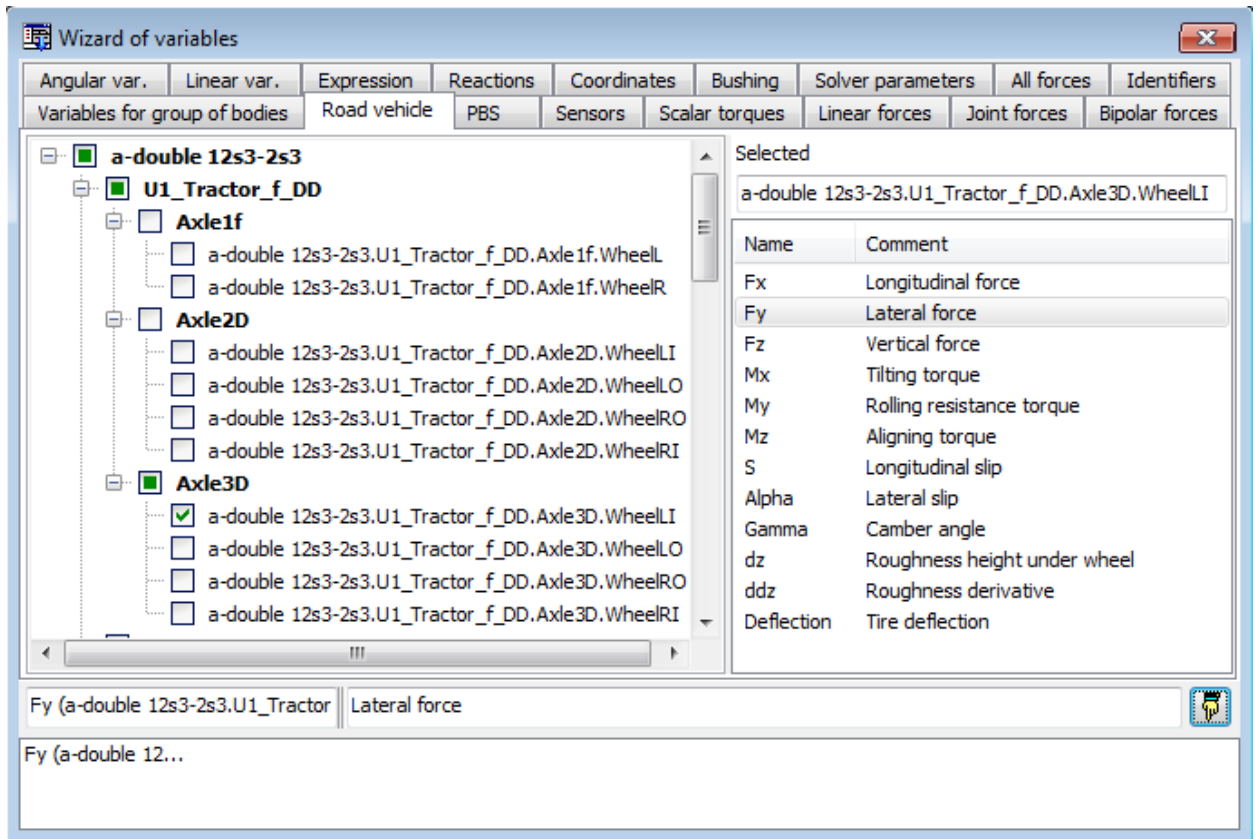 Wizard of variables
Angular var. Linear var. Expression Reactions Coordinates Bushing Solver parameters All forces Identifiers
Variables for group of bodies Road vehicle PBS Sensors Scalar torques Linear forces Joint forces Bipolar forces
a-double 12s3-2s3
U1_Tractor_f_DD
Axle1f
a-double 12s3-2s3.U1_Tractor_f_DD.Axle1f.WheelL
a-double 12s3-2s3.U1_Tractor_f_DD.Axle1f.WheelR
Axle2D
a-double 12s3-2s3.U1_Tractor_f_DD.Axle2D.WheelLI
a-double 12s3-2s3.U1_Tractor_f_DD.Axle2D.WheelLO
a-double 12s3-2s3.U1_Tractor_f_DD.Axle2D.WheelRO
a-double 12s3-2s3.U1_Tractor_f_DD.Axle2D.WheelRI
Axle3D
a-double 12s3-2s3.U1_Tractor_f_DD.Axle3D.WheelLI
a-double 12s3-2s3.U1_Tractor_f_DD.Axle3D.WheelLO
a-double 12s3-2s3.U1_Tractor_f_DD.Axle3D.WheelRO
a-double 12s3-2s3.U1_Tractor_f_DD.Axle3D.WheelRI
Selected
a-double 12s3-2s3.U1_Tractor_f_DD.Axle3D.WheelLI
Name Comment
Fx Longitudinal force
Fy Lateral force
Fz Vertical force
Mx Tilting torque
My Rolling resistance torque
Mz Aligning torque
S Longitudinal slip
Alpha Lateral slip
Gamma Camber angle
dz Roughness height under wheel
ddz Roughness derivative
Deflection Tire deflection
Fy (a-double 12s3-2s3.U1_Tractor Lateral force
Fy (a-double 12...